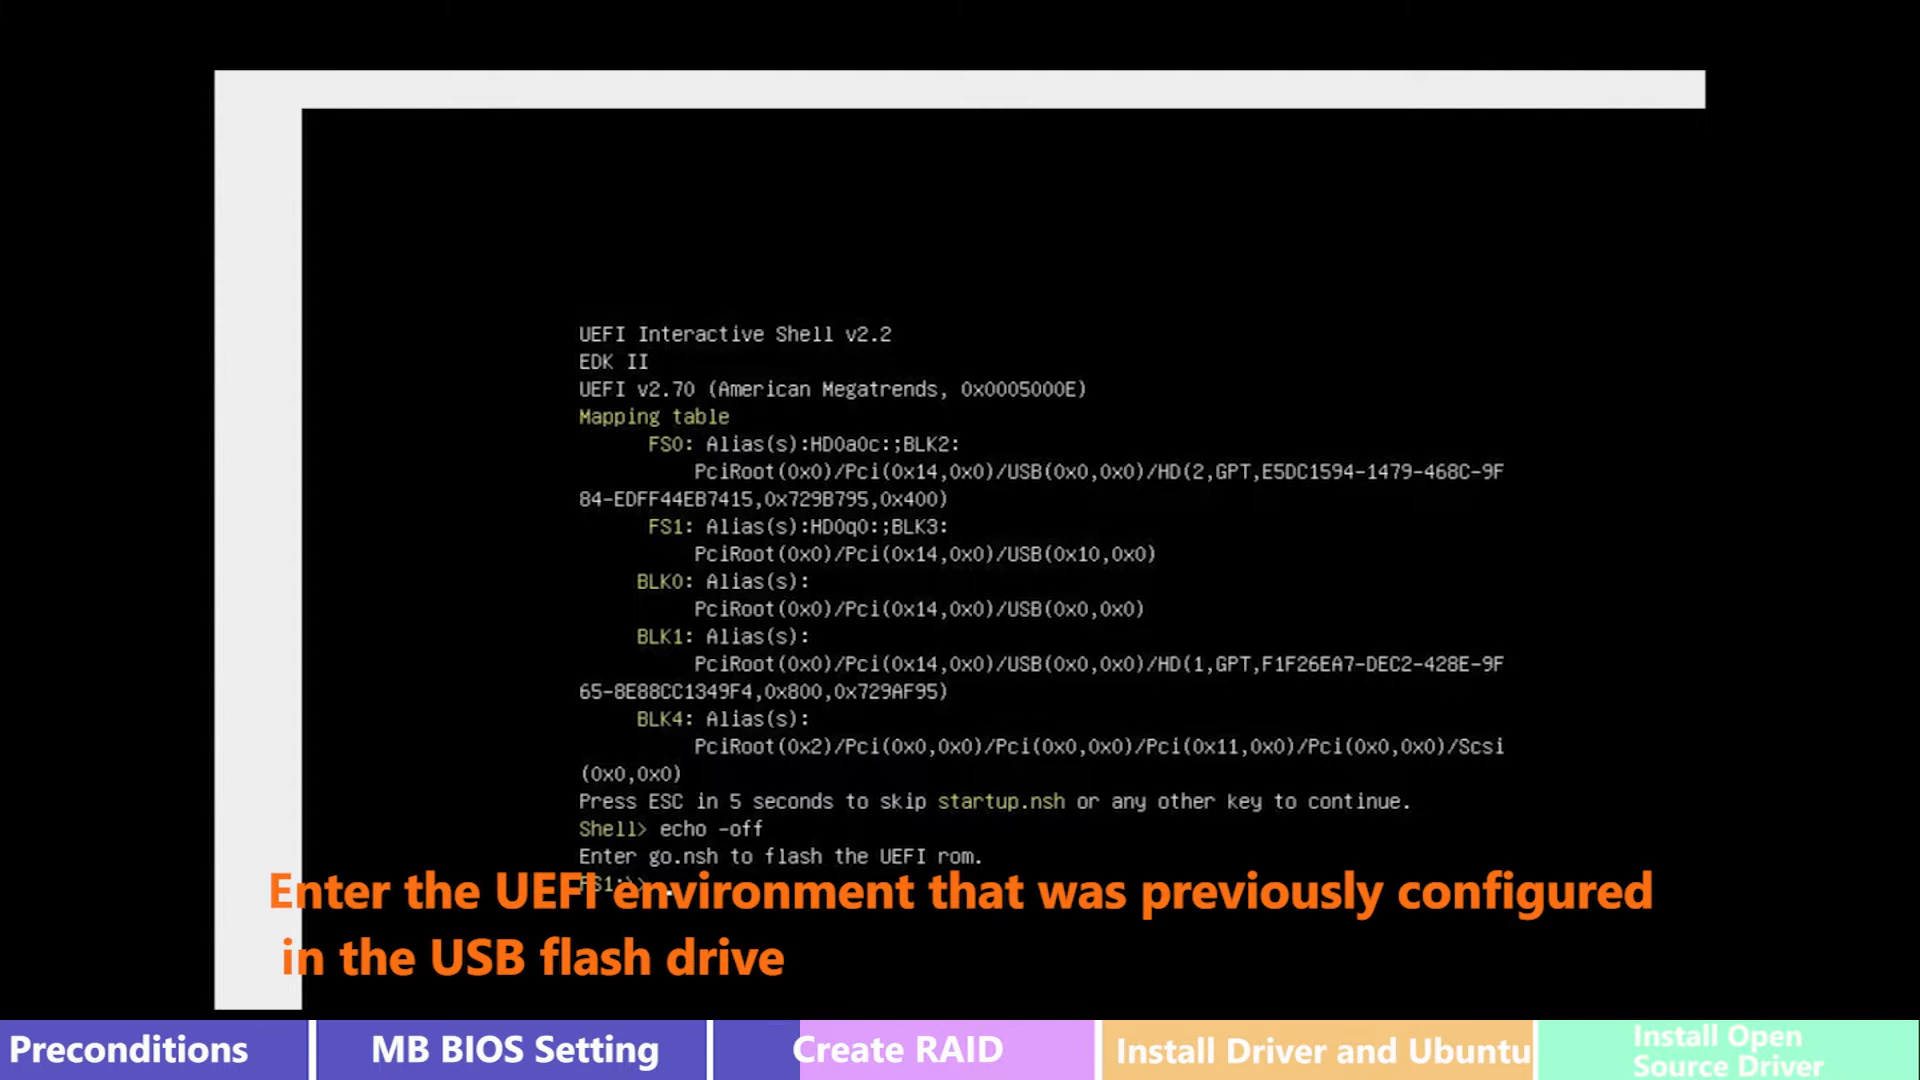 UEFI Interactive Shell v2.2
EDK II
UEFI v2.70 (American Megatrends, 0x0005000E)
Mapping table
FS0: Alias(s):HD0a0c:;BLK2:
PciRoot(0x0)/Pci(0x14,0x0)/USB(0x0,0x0)/HD(2,GPT,E5DC1594-1479-468C-9F
84-EDFF44EB7415,0x729B795,0x400)
FS1: Alias(s):HD0q0:;BLK3:
PciRoot(0x0)/Pci(0x14,0x0)/USB(0x10,0x0)
BLK0: Alias(s):
PciRoot(0x0)/Pci(0x14,0x0)/USB(0x0,0x0)
BLK1: Alias(s):
PciRoot(0x0)/Pci(0x14,0x0)/USB(0x0,0x0)/HD(1,GPT,F1F26EA7-DEC2-428E-9F
65-8E88CC1349F4,0x800,0x729AF95)
BLK4: Alias(s):
PciRoot(0x2)/Pci(0x0,0x0)/Pci(0x0,0x0)/Pci(0x11,0x0)/Pci(0x0,0x0)/Scsi
(0x0,0x0)
Press ESC in 5 seconds to skip startup.nsh or any other key to continue.
Shell> echo -off
Enter go.nsh to flash the UEFI rom.
FS1:\> _
Enter the UEFI environment that was previously configured
in the USB flash drive
Preconditions
MB BIOS Setting
Create RAID
Install Driver and Ubuntu
Install Open
Source Driver